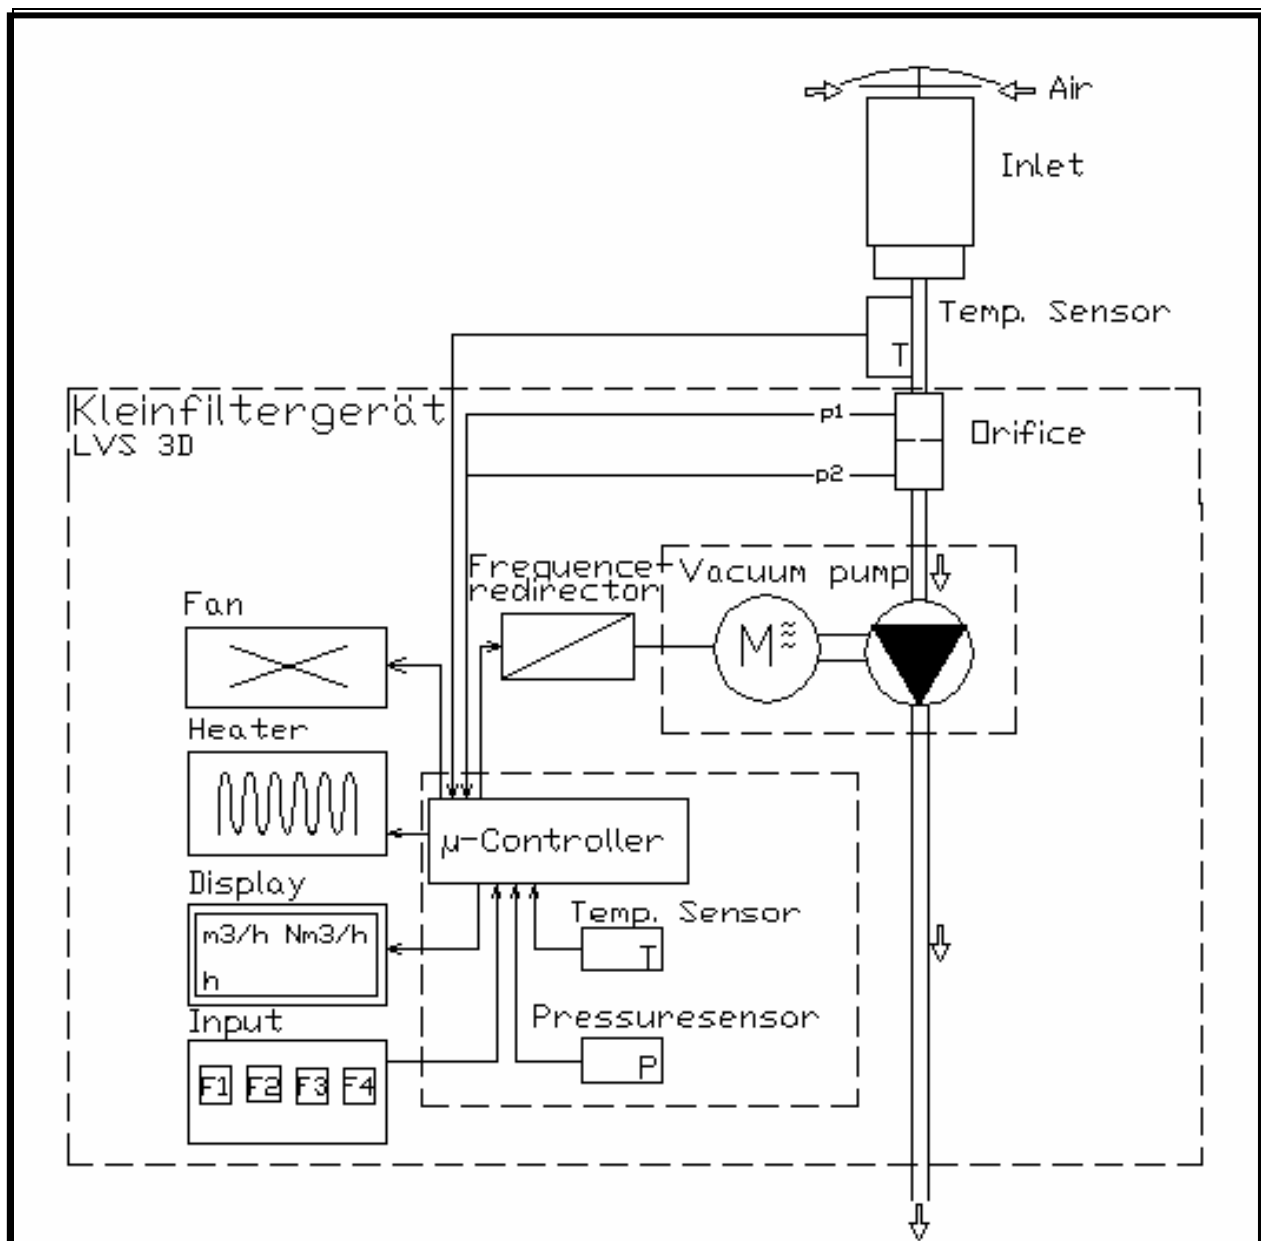 Air
Inlet
Temp. Sensor
T
Kleinfiltergerät
LVS 3D
p1
Orifice
p2
Frequence-
redirector
Vacuum pump
Fan
M≈
Heater
μ-Controller
Display
m3/h Nm3/h
h
Temp. Sensor
T
Input
Pressuresensor
P
F1 F2 F3 F4